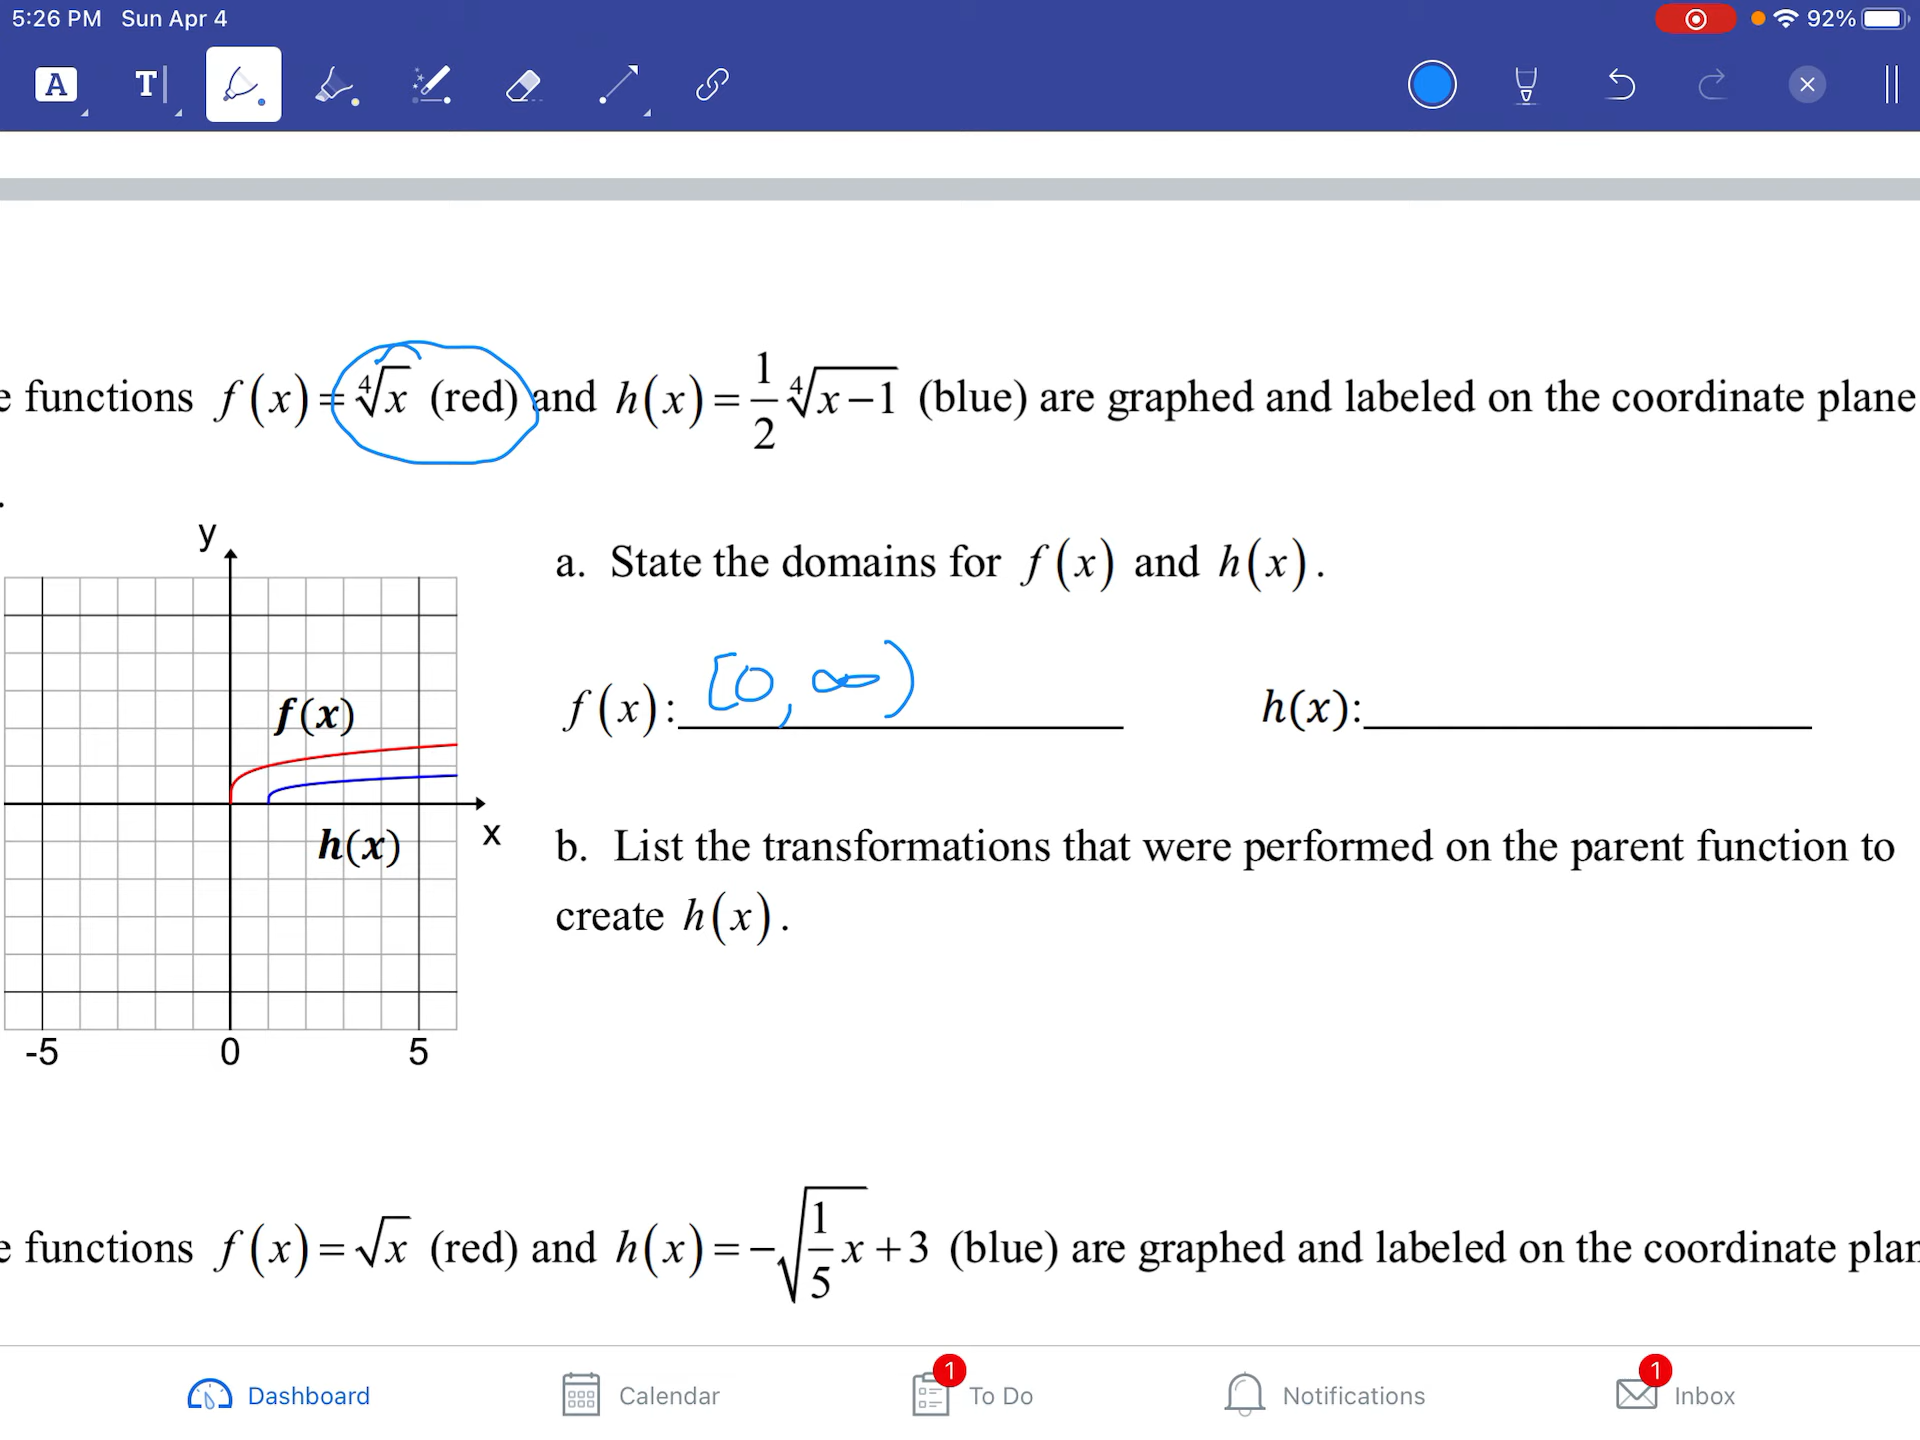 5:26 PM Sun Apr 4
92%
A T
e functions f(x)=∜x (red) and h(x)=1/2 ∜(x−1) (blue) are graphed and labeled on the coordinate plane
.
y
a. State the domains for f(x) and h(x).
f(x)
f(x): [0, ∞)
h(x):
x
h(x)
b. List the transformations that were performed on the parent function to
create h(x).
-5 0 5
e functions f(x)=√x (red) and h(x)=−√(1/5 x)+3 (blue) are graphed and labeled on the coordinate plan
1 1
Dashboard Calendar To Do Notifications Inbox